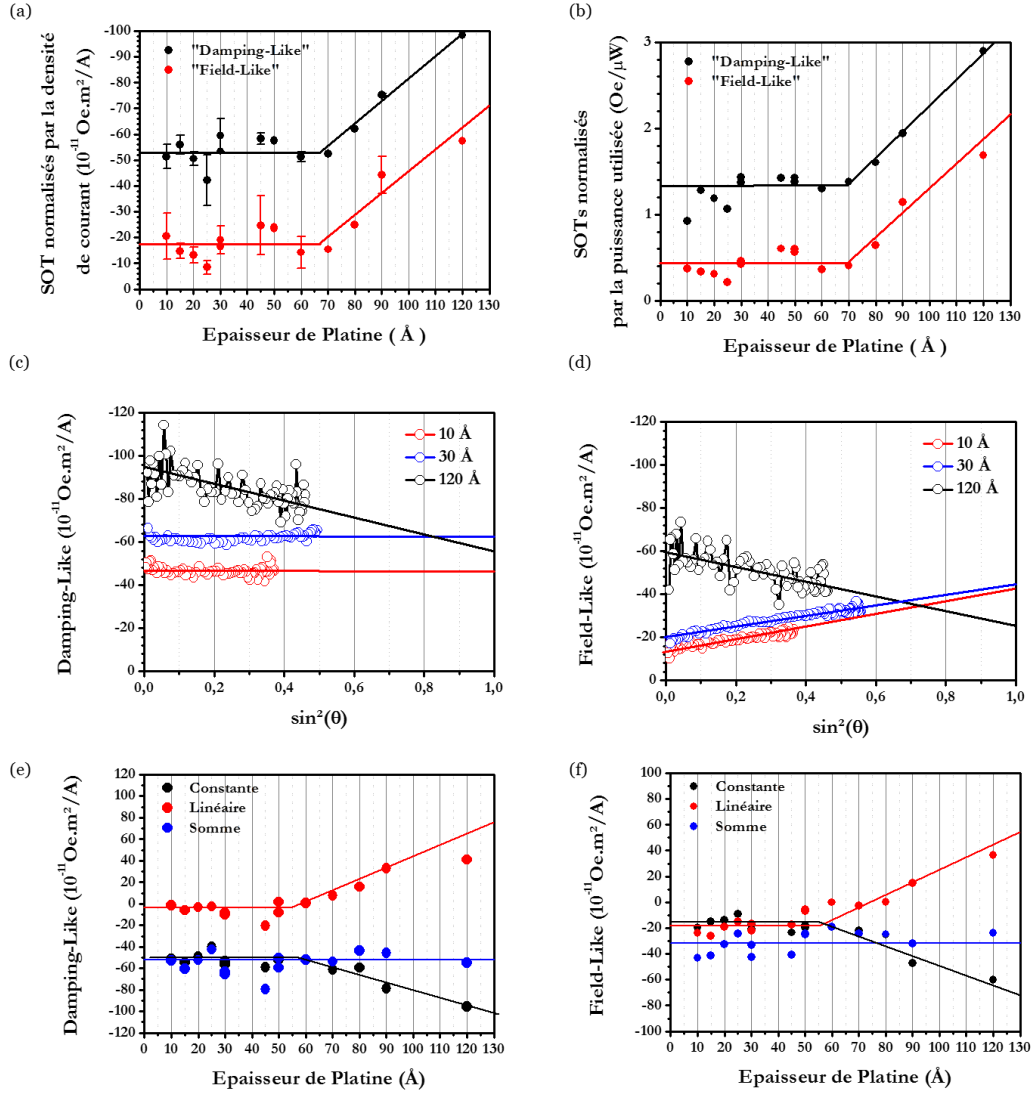 (a)
SOT normalisés par la densité
de courant (10⁻¹¹ Oe.m²/A)
-100
-90
-80
-70
-60
-50
-40
-30
-20
-10
0
"Damping-Like"
"Field-Like"
0 10 20 30 40 50 60 70 80 90 100 110 120 130
Epaisseur de Platine ( Å )
(b)
SOTs normalisés
par la puissance utilisée (Oe/µW)
3
2
1
0
"Damping-Like"
"Field-Like"
0 10 20 30 40 50 60 70 80 90 100 110 120 130
Epaisseur de Platine ( Å )
(c)
Damping-Like (10⁻¹¹Oe.m²/A)
-120
-100
-80
-60
-40
-20
0
10 Å
30 Å
120 Å
0,0 0,2 0,4 0,6 0,8 1,0
sin²(θ)
(d)
Field-Like (10⁻¹¹Oe.m²/A)
-120
-100
-80
-60
-40
-20
0
10 Å
30 Å
120 Å
0,0 0,2 0,4 0,6 0,8 1,0
sin²(θ)
(e)
Damping-Like (10⁻¹¹Oe.m²/A)
120
100
80
60
40
20
0
-20
-40
-60
-80
-100
-120
Constante
Linéaire
Somme
0 10 20 30 40 50 60 70 80 90 100 110 120 130
Epaisseur de Platine (Å)
(f)
Field-Like (10⁻¹¹Oe.m²/A)
100
80
60
40
20
0
-20
-40
-60
-80
-100
Constante
Linéaire
Somme
0 10 20 30 40 50 60 70 80 90 100 110 120 130
Epaisseur de Platine (Å)